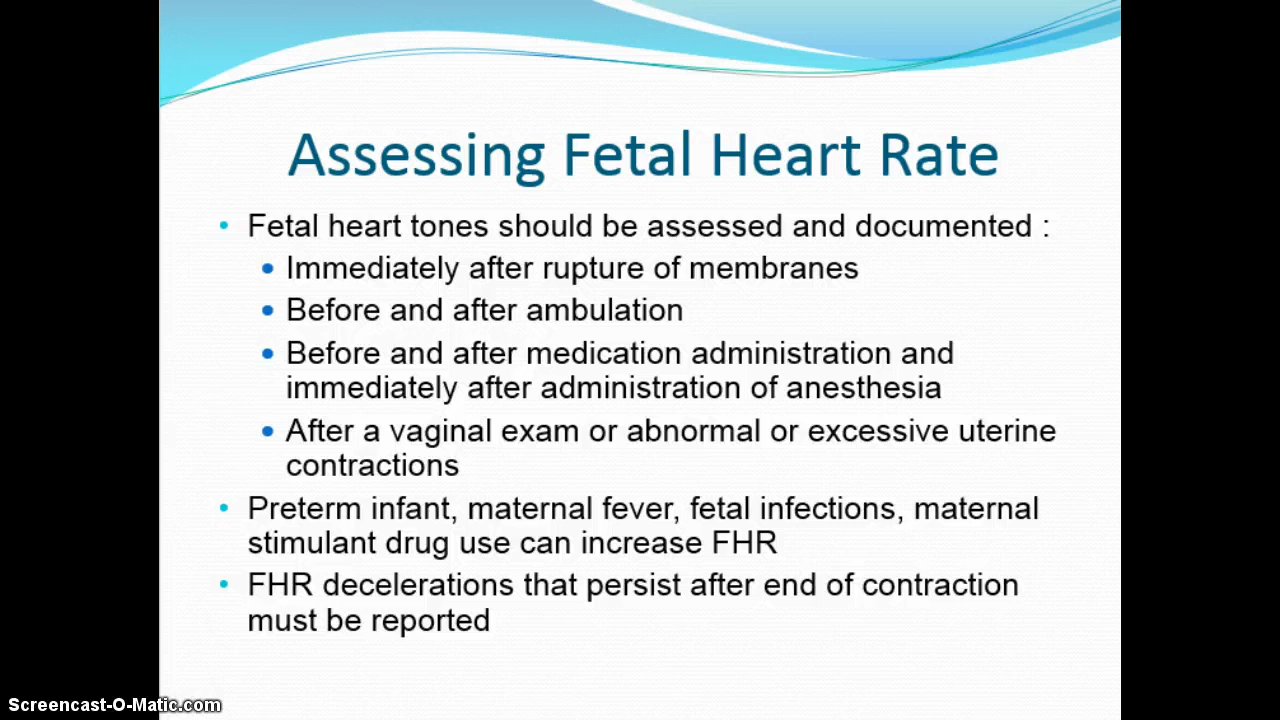 Assessing Fetal Heart Rate
• Fetal heart tones should be assessed and documented :
• Immediately after rupture of membranes
• Before and after ambulation
• Before and after medication administration and
immediately after administration of anesthesia
• After a vaginal exam or abnormal or excessive uterine
contractions
• Preterm infant, maternal fever, fetal infections, maternal
stimulant drug use can increase FHR
• FHR decelerations that persist after end of contraction
must be reported
Screencast-O-Matic.com